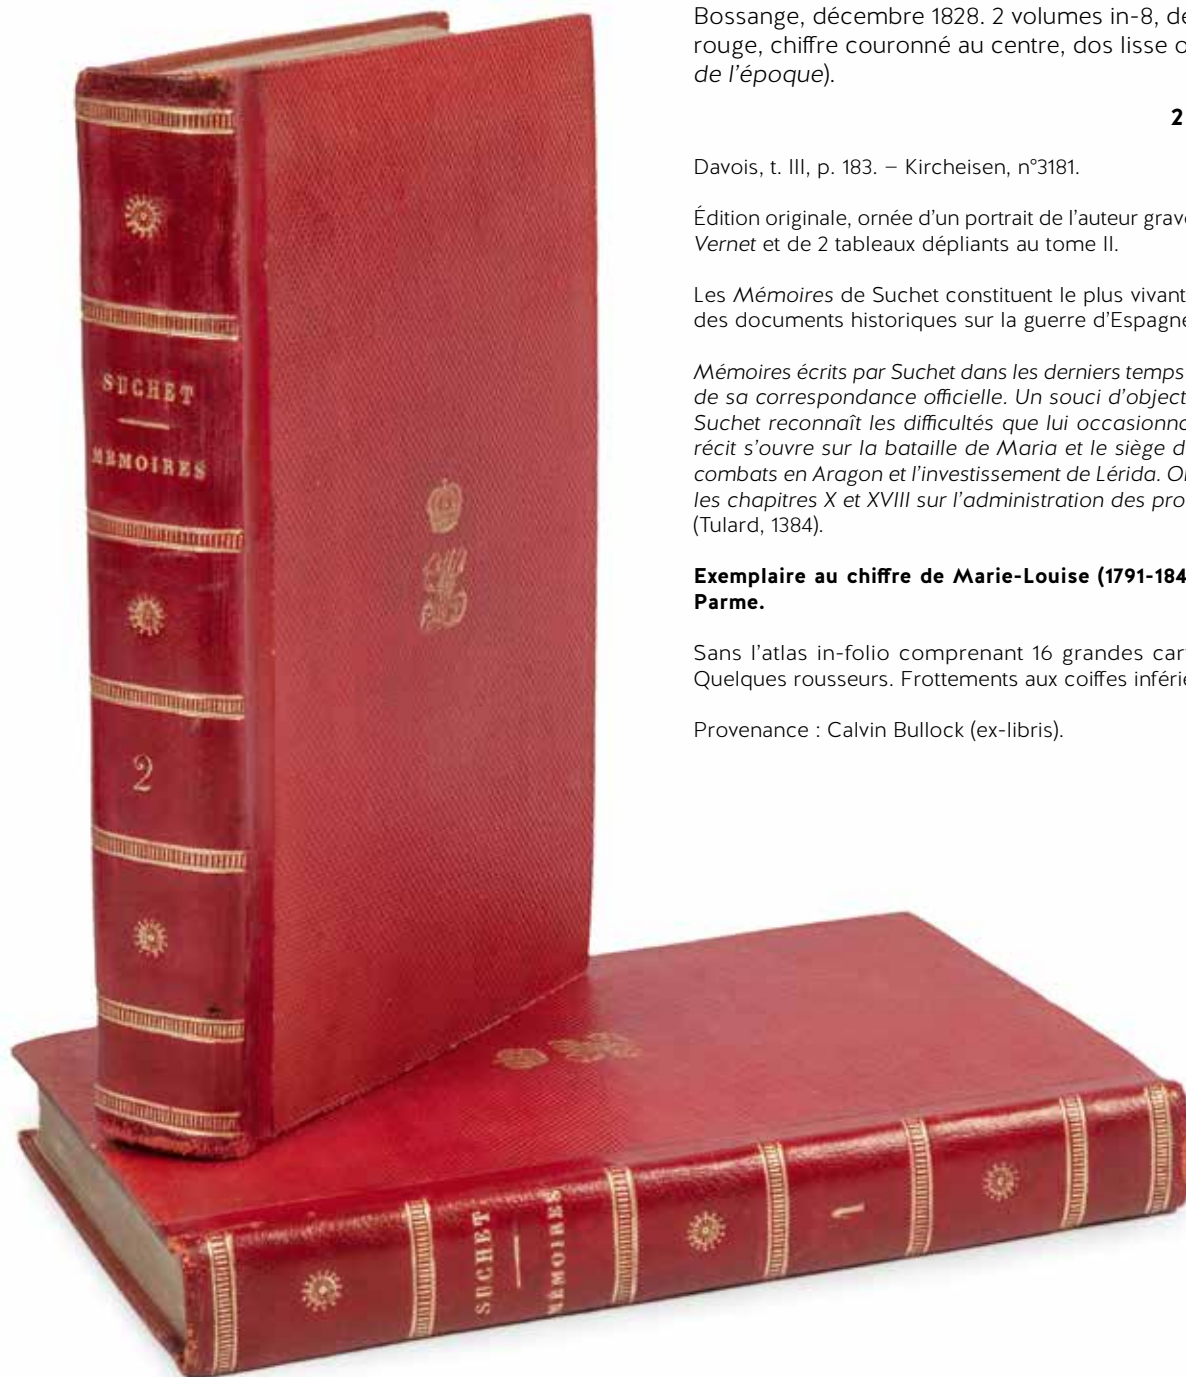 Bossange, décembre 1828. 2 volumes in-8, de
rouge, chiffre couronné au centre, dos lisse o
de l'époque).
2
Davois, t. III, p. 183. – Kircheisen, n°3181.
Édition originale, ornée d'un portrait de l'auteur grav
Vernet et de 2 tableaux dépliants au tome II.
Les Mémoires de Suchet constituent le plus vivant
des documents historiques sur la guerre d'Espagne
Mémoires écrits par Suchet dans les derniers temps
de sa correspondance officielle. Un souci d'object
Suchet reconnaît les difficultés que lui occasionna
récit s'ouvre sur la bataille de Maria et le siège d
combats en Aragon et l'investissement de Lérida. O
les chapitres X et XVIII sur l'administration des pro
(Tulard, 1384).
Exemplaire au chiffre de Marie-Louise (1791-184
Parme.
Sans l'atlas in-folio comprenant 16 grandes car
Quelques rousseurs. Frottements aux coiffes inférie
Provenance : Calvin Bullock (ex-libris).
SUCHET
MÉMOIRES
2
SUCHET
MÉMOIRES
1